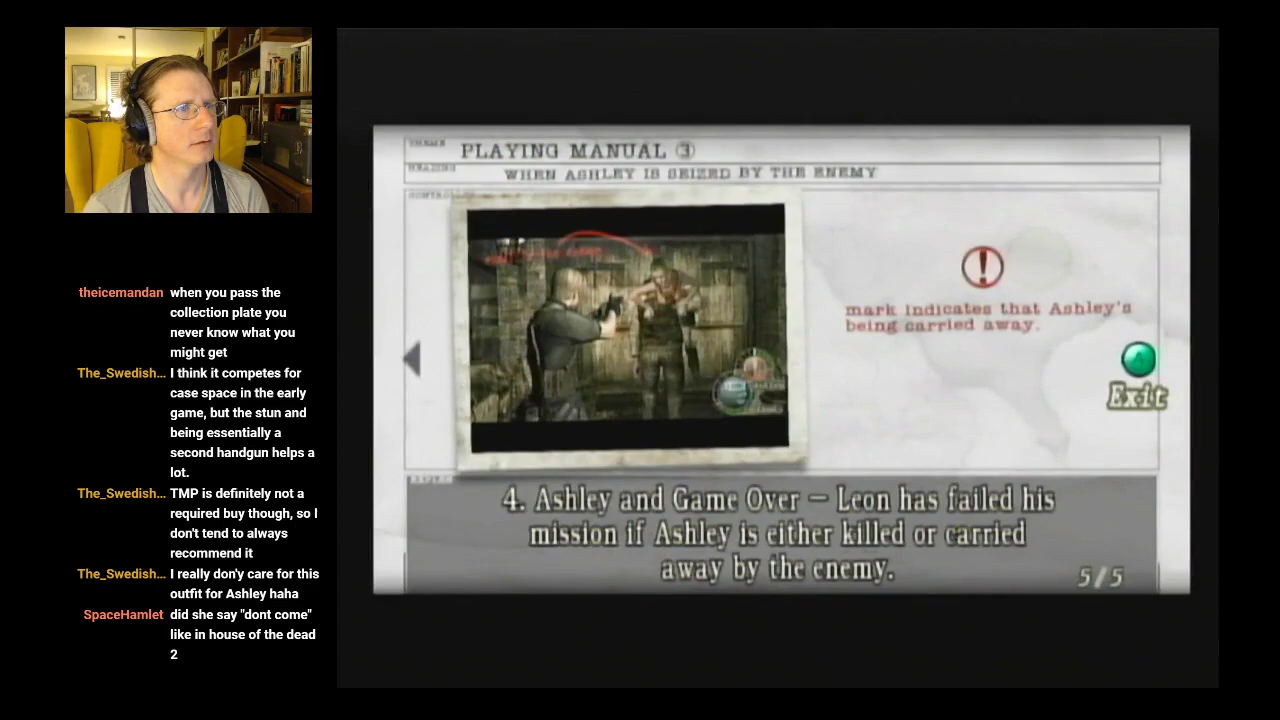 theicemandan when you pass the
collection plate you
never know what you
might get
The_Swedish... I think it competes for
case space in the early
game, but the stun and
being essentially a
second handgun helps a
lot.
The_Swedish... TMP is definitely not a
required buy though, so I
don't tend to always
recommend it
The_Swedish... I really don'y care for this
outfit for Ashley haha
SpaceHamlet did she say "dont come"
like in house of the dead
2
PLAYING MANUAL ③
WHEN ASHLEY IS SEIZED BY THE ENEMY
mark indicates that Ashley's
being carried away.
Exit
4. Ashley and Game Over — Leon has failed his
mission if Ashley is either killed or carried
away by the enemy.
5/5